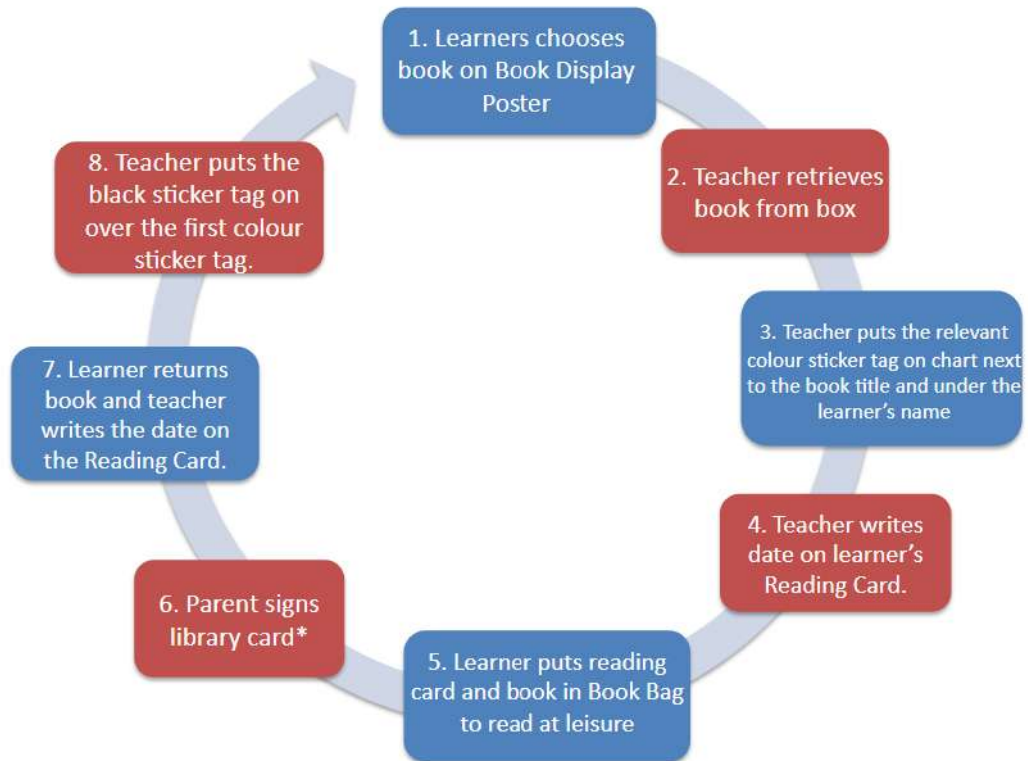 1. Learners chooses
book on Book Display
Poster
2. Teacher retrieves
book from box
3. Teacher puts the relevant
colour sticker tag on chart next
to the book title and under the
learner’s name
4. Teacher writes
date on learner’s
Reading Card.
5. Learner puts reading
card and book in Book Bag
to read at leisure
6. Parent signs
library card*
7. Learner returns
book and teacher
writes the date on
the Reading Card.
8. Teacher puts the
black sticker tag on
over the first colour
sticker tag.